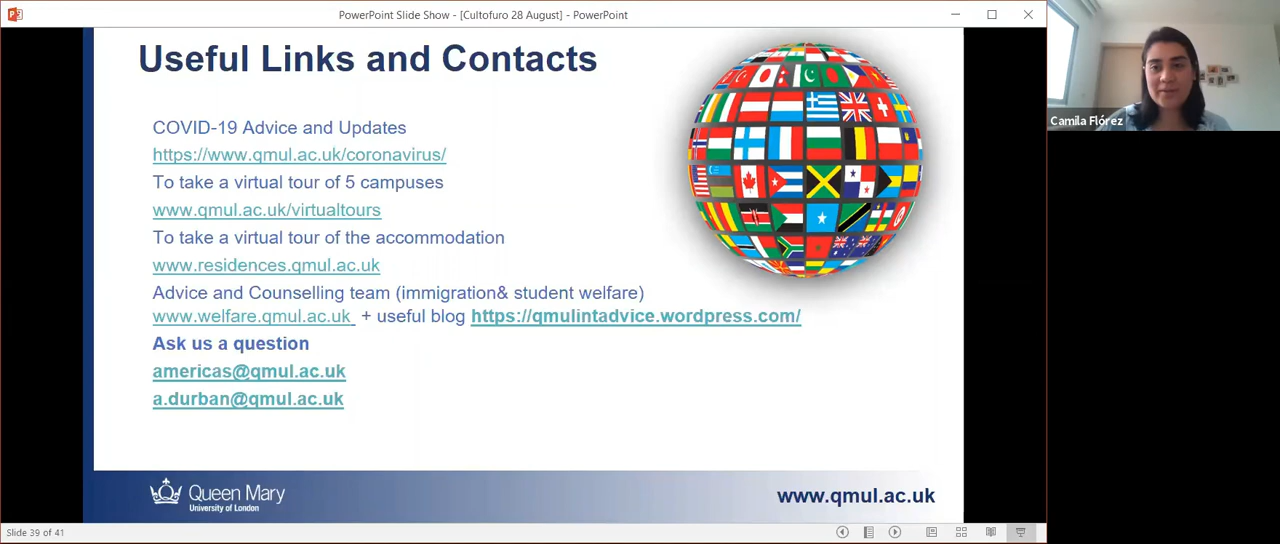 PowerPoint Slide Show - [Cultofuro 28 August] - PowerPoint
Useful Links and Contacts
COVID-19 Advice and Updates
https://www.qmul.ac.uk/coronavirus/
To take a virtual tour of 5 campuses
www.qmul.ac.uk/virtualtours
To take a virtual tour of the accommodation
www.residences.qmul.ac.uk
Advice and Counselling team (immigration& student welfare)
www.welfare.qmul.ac.uk + useful blog https://qmulintadvice.wordpress.com/
Ask us a question
americas@qmul.ac.uk
a.durban@qmul.ac.uk
Queen Mary
University of London
www.qmul.ac.uk
Slide 39 of 41
Camila Flórez